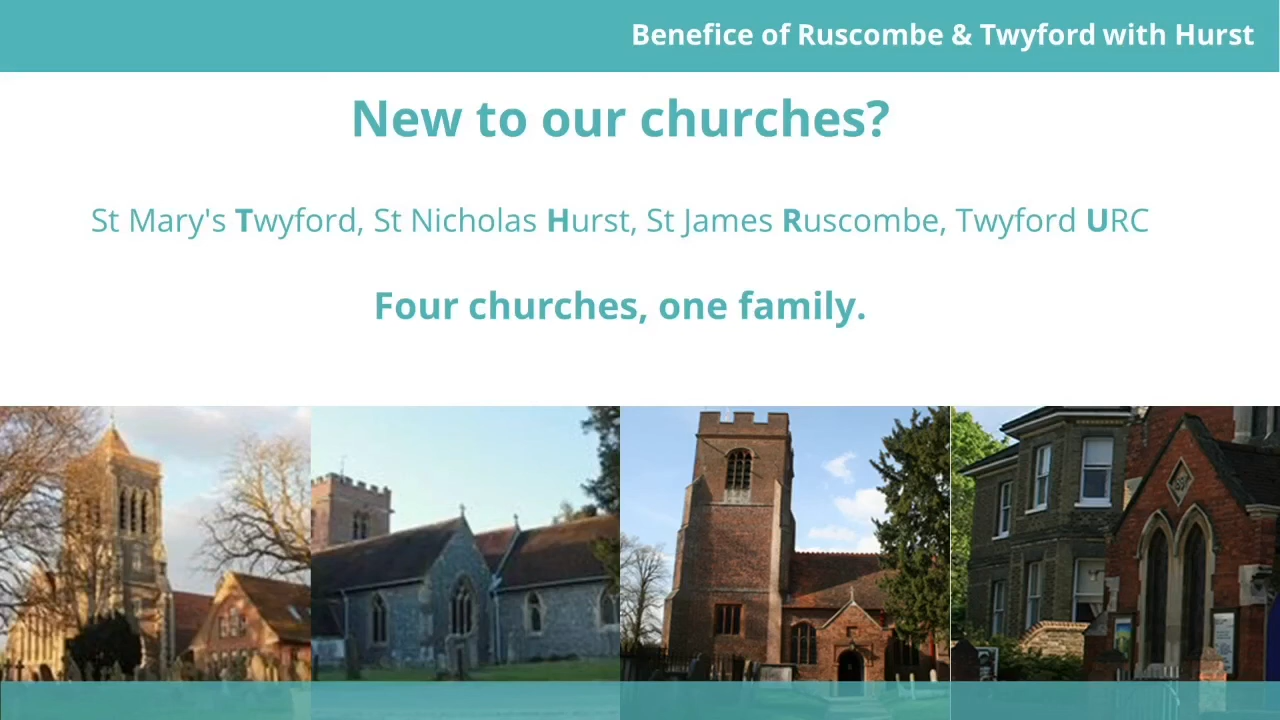 Benefice of Ruscombe & Twyford with Hurst
New to our churches?
St Mary's Twyford, St Nicholas Hurst, St James Ruscombe, Twyford URC
Four churches, one family.